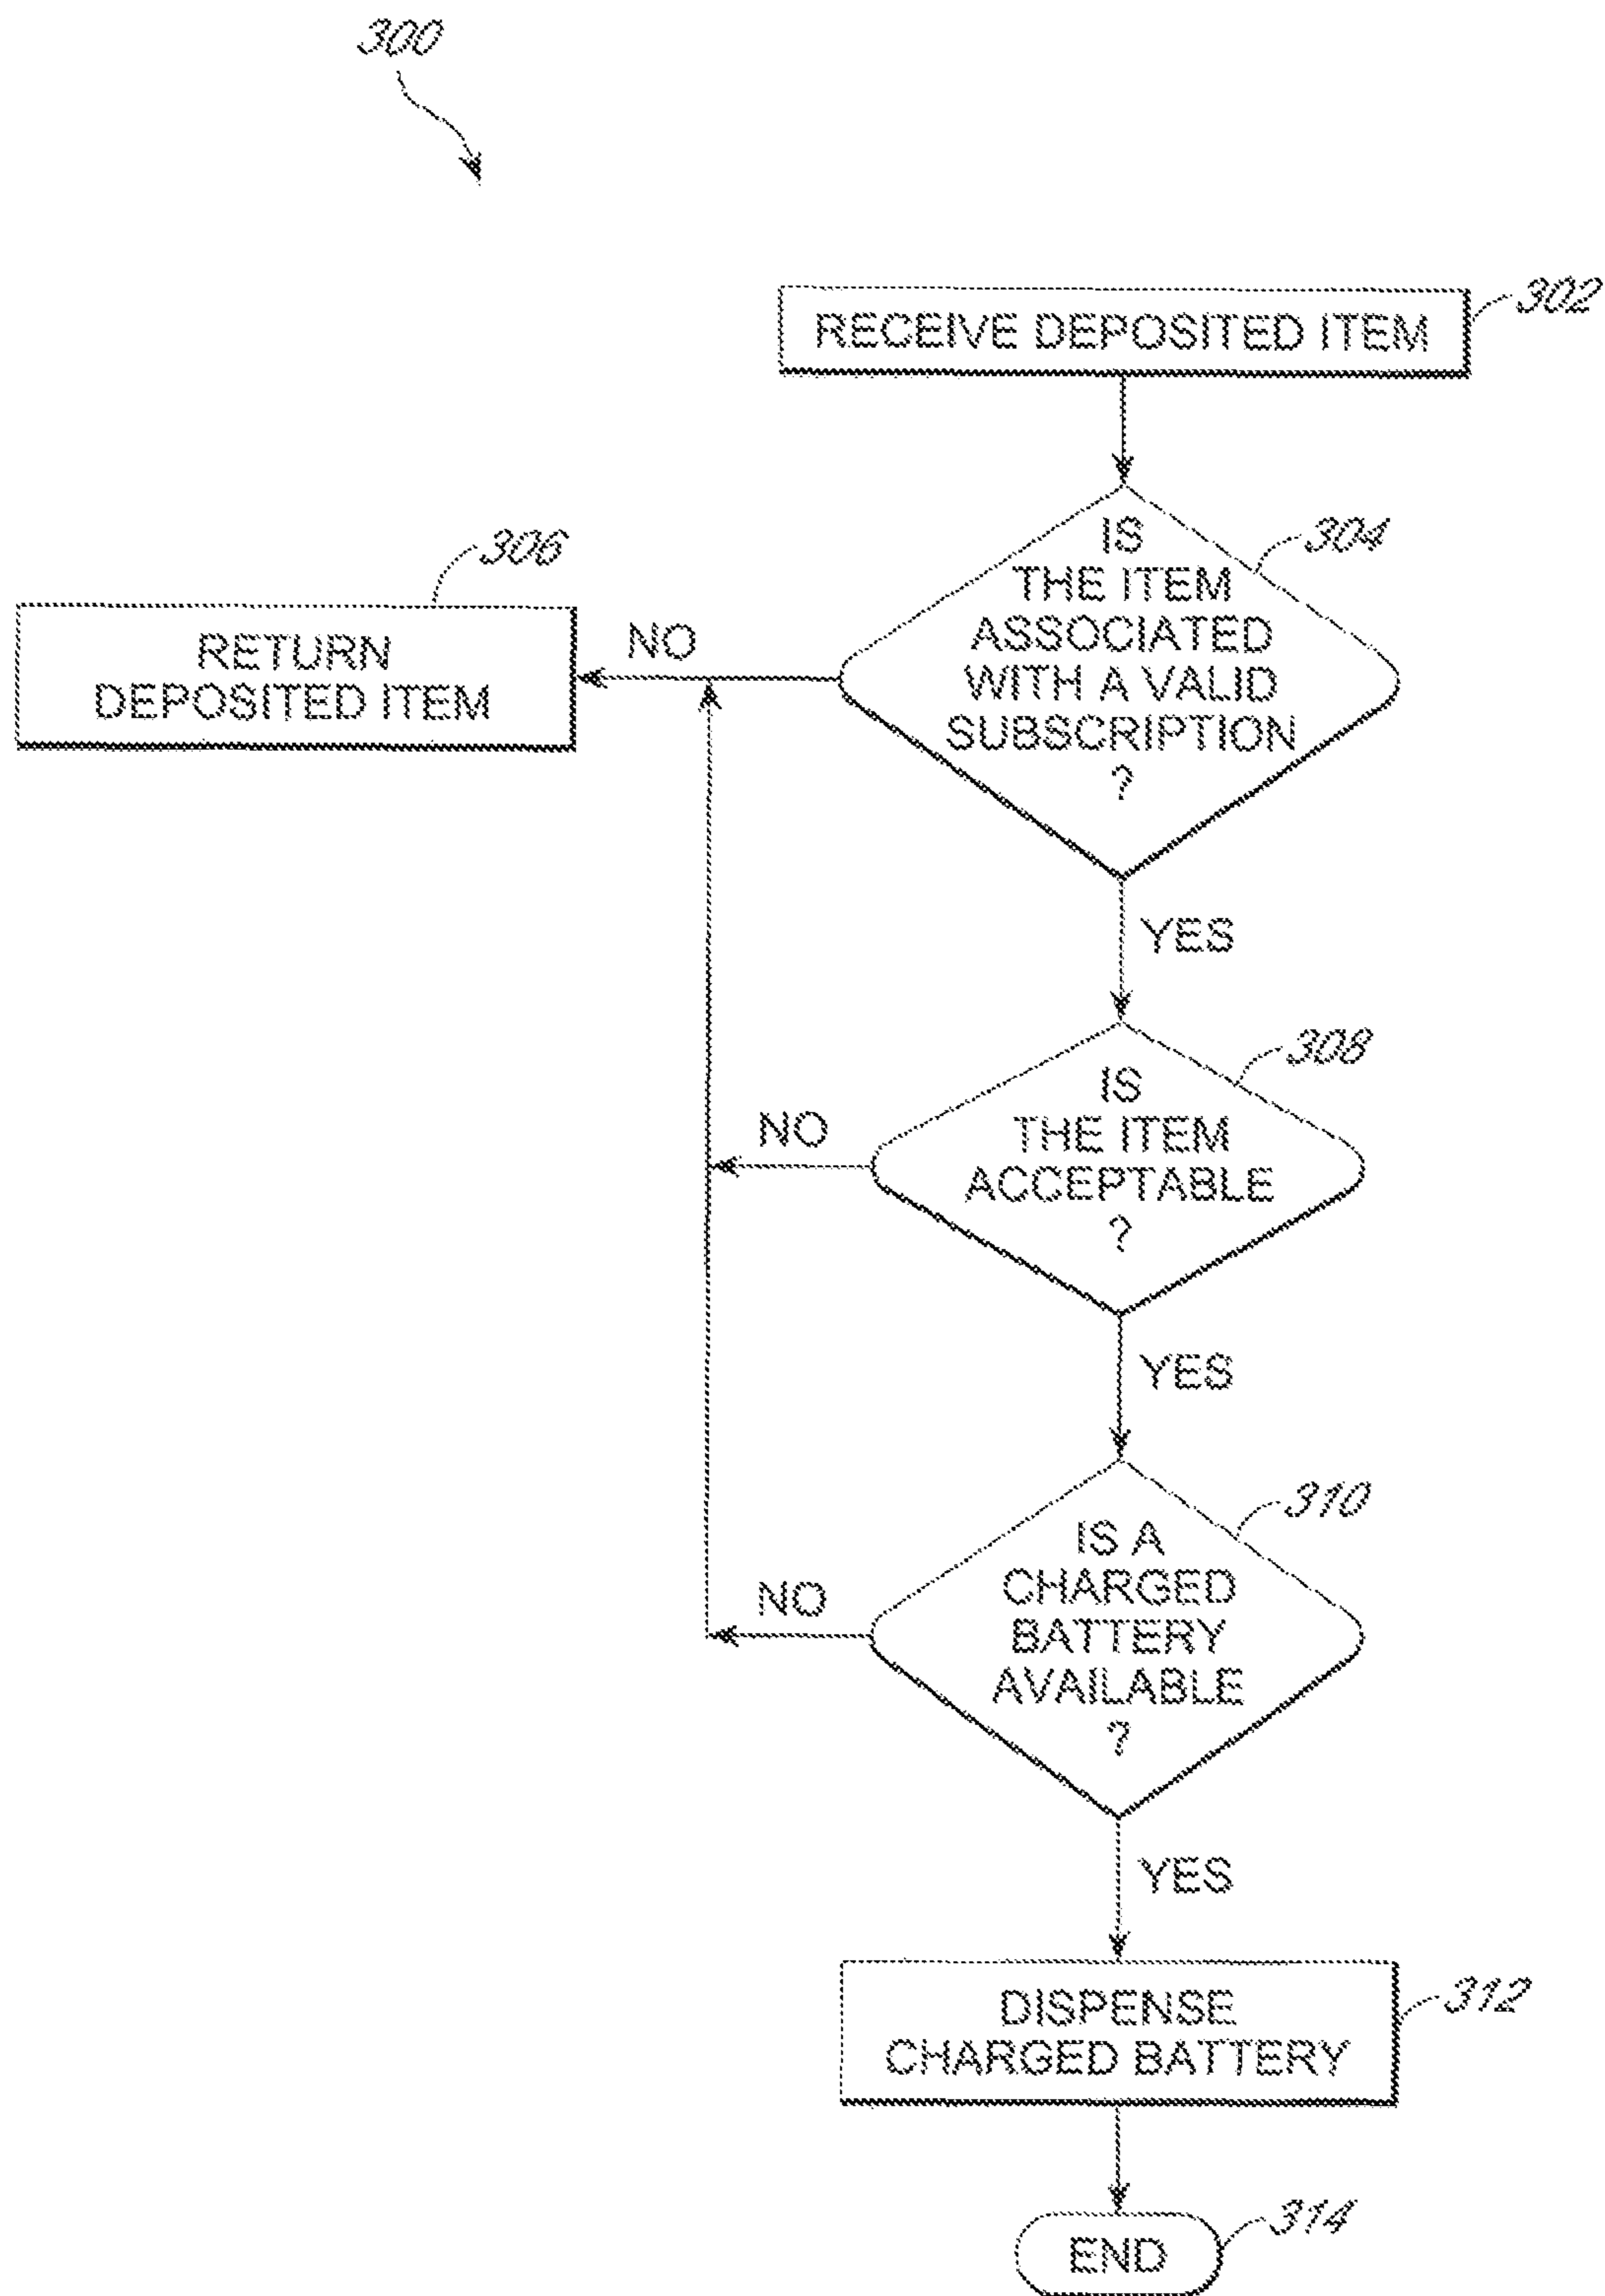 300
RECEIVE DEPOSITED ITEM
302
IS
THE ITEM
ASSOCIATED
WITH A VALID
SUBSCRIPTION
?
304
NO
306
RETURN
DEPOSITED ITEM
YES
IS
THE ITEM
ACCEPTABLE
?
308
NO
YES
IS A
CHARGED
BATTERY
AVAILABLE
?
310
NO
YES
DISPENSE
CHARGED BATTERY
312
END
314